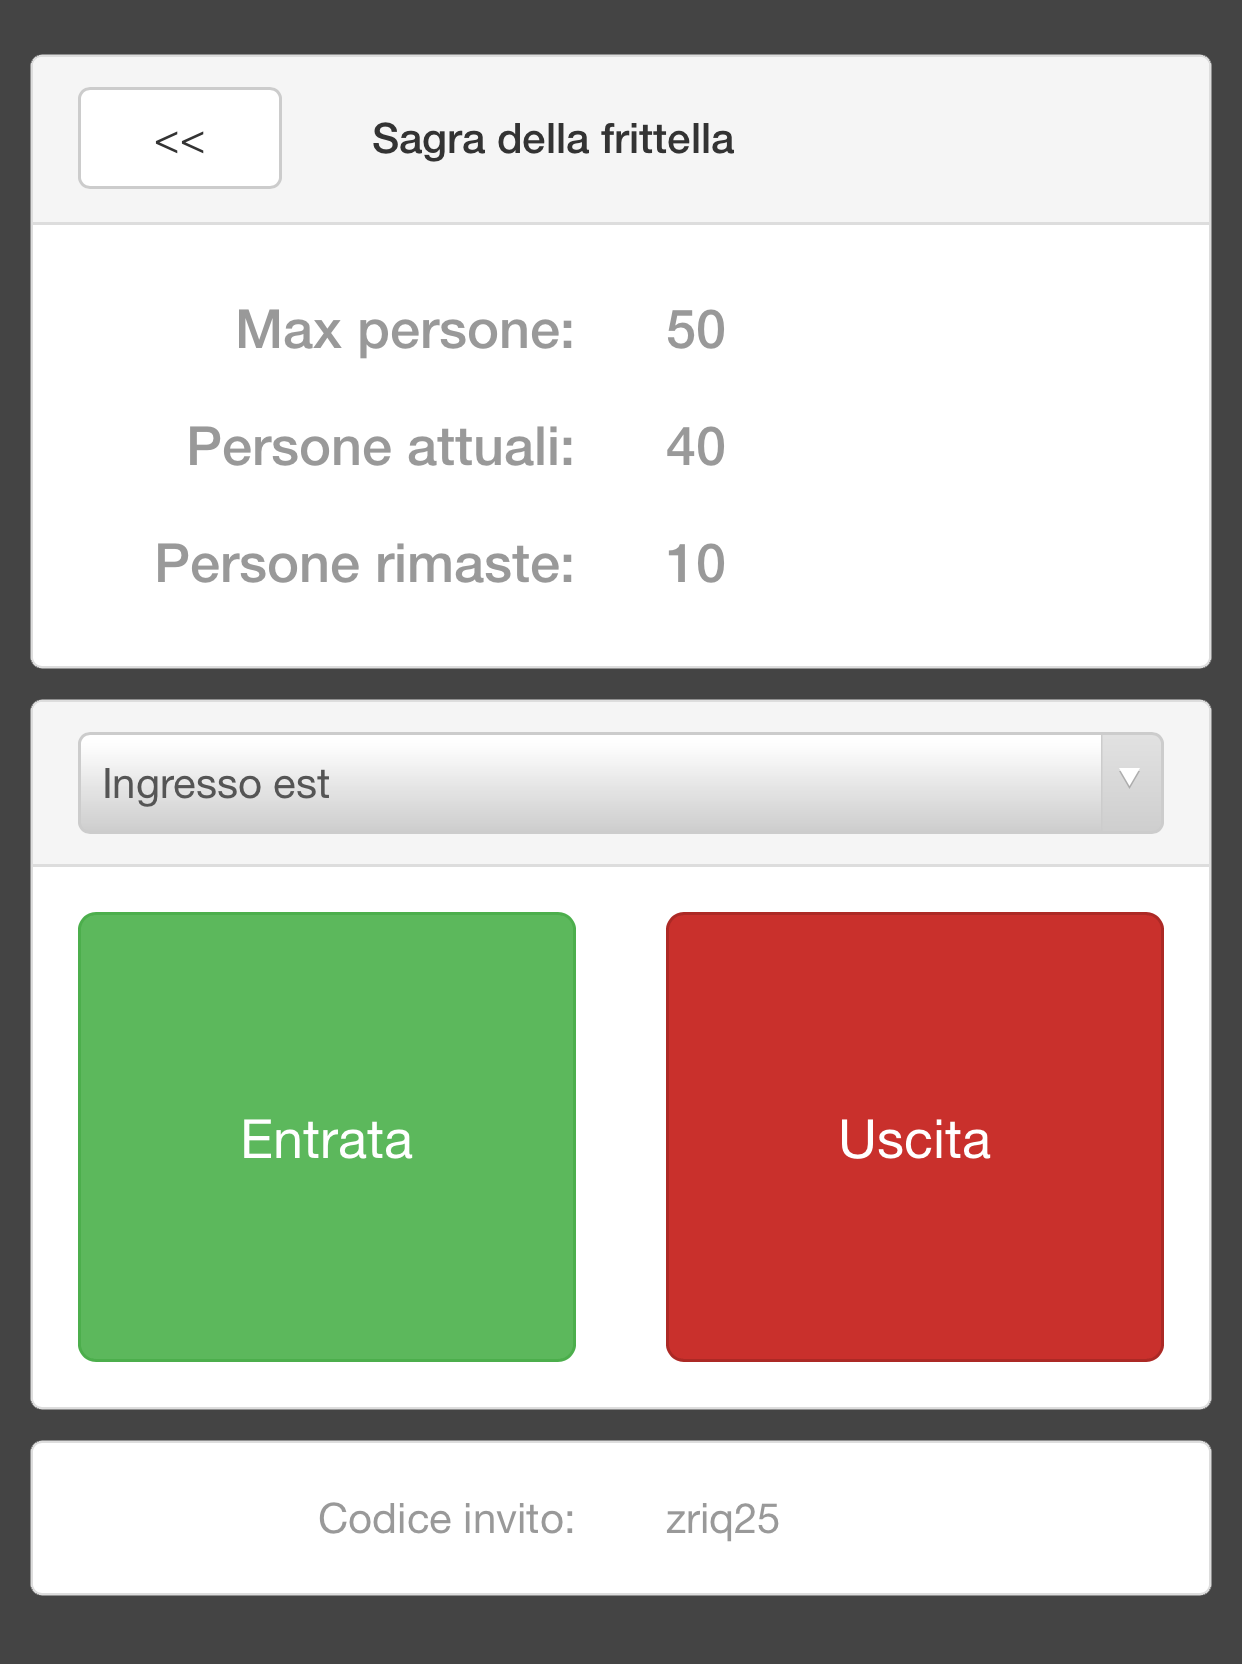 <<
Sagra della frittella
Max persone: 50
Persone attuali: 40
Persone rimaste: 10
Ingresso est
Entrata
Uscita
Codice invito: zriq25